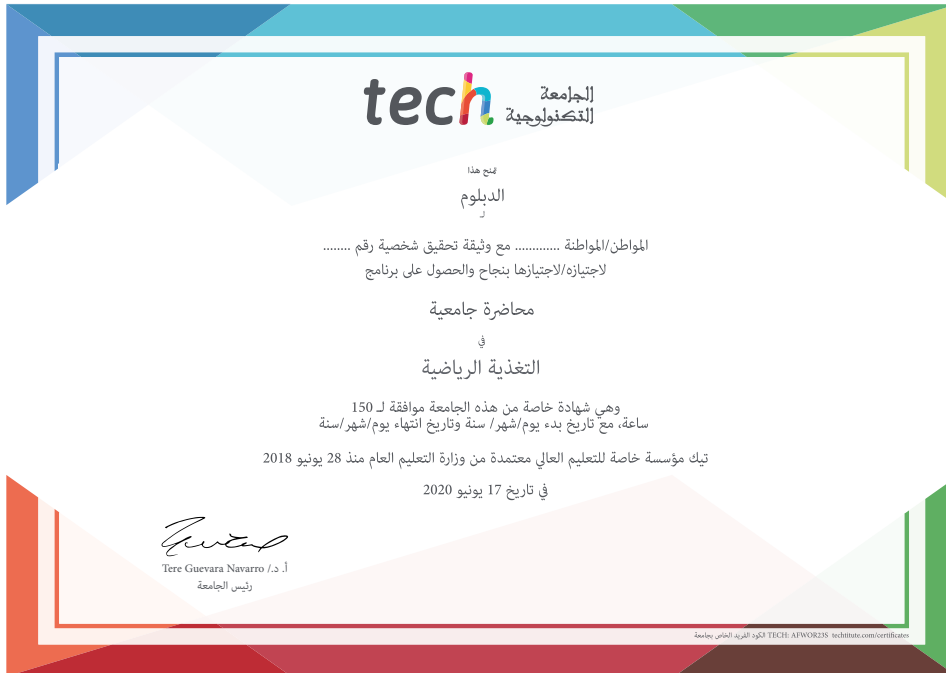 tech الجامعة
التكنولوجية
يمنح هذا
الدبلوم
لـ
المواطن/المواطنة ............ مع وثيقة تحقيق شخصية رقم ........
لاجتيازه/لاجتيازها بنجاح والحصول على برنامج
محاضرة جامعية
في
التغذية الرياضية
وهي شهادة خاصة من هذه الجامعة موافقة لـ 150
ساعة، مع تاريخ بدء يوم/شهر/ سنة وتاريخ انتهاء يوم/شهر/سنة
تيك مؤسسة خاصة للتعليم العالي معتمدة من وزارة التعليم العام منذ 28 يونيو 2018
في تاريخ 17 يونيو 2020
أ. د./ Tere Guevara Navarro
رئيس الجامعة
الكود الفريد الخاص بجامعة TECH: AFWOR23S techtitute.com/certificates